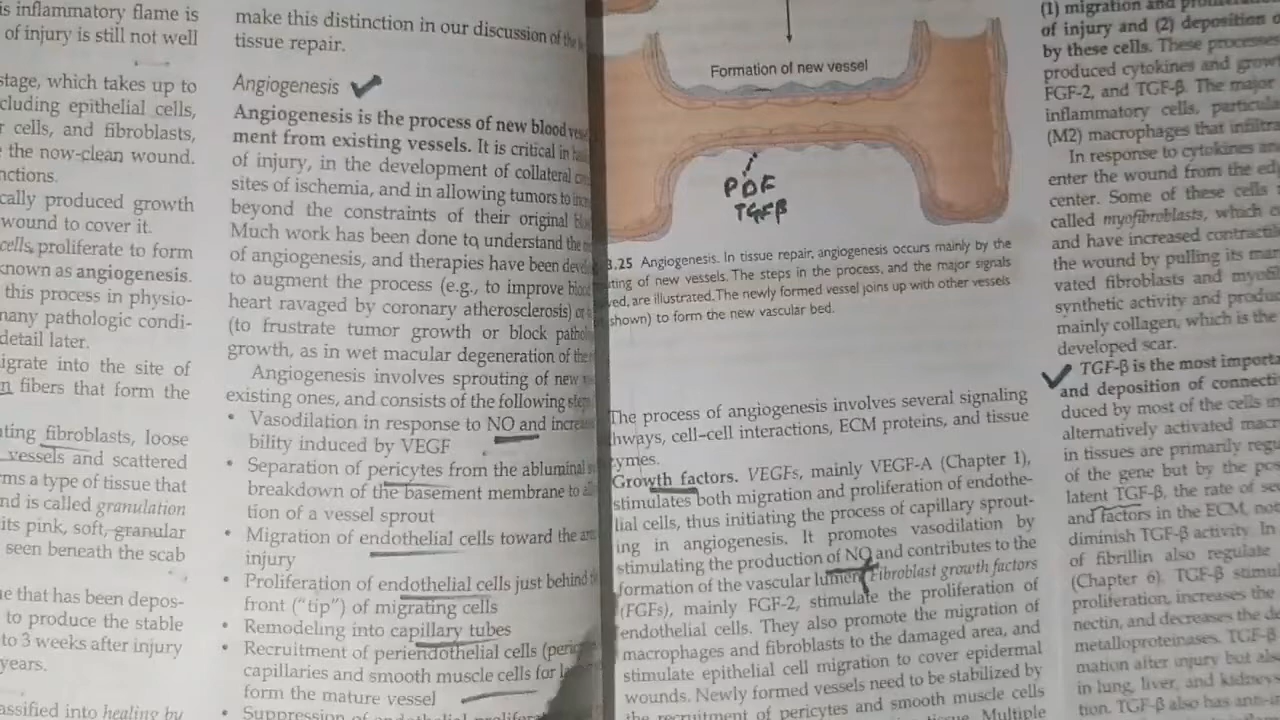 is inflammatory flame is
of injury is still not well
stage, which takes up to
cluding epithelial cells,
cells, and fibroblasts,
the now-clean wound.
nctions.
cally produced growth
wound to cover it.
cells, proliferate to form
known as angiogenesis.
this process in physio-
many pathologic condi-
detail later.
igrate into the site of
n fibers that form the
ating fibroblasts, loose
vessels and scattered
rms a type of tissue that
nd is called granulation
its pink, soft, granular
seen beneath the scab
ue that has been depos-
to produce the stable
to 3 weeks after injury
years.
assified into healing by
make this distinction in our discussion of the
tissue repair.
Angiogenesis
Angiogenesis is the process of new blood
ment from existing vessels. It is critical in
of injury, in the development of collateral
sites of ischemia, and in allowing tumors to
beyond the constraints of their original
Much work has been done to understand the
of angiogenesis, and therapies have been
to augment the process (e.g., to improve
heart ravaged by coronary atherosclerosis) or
(to frustrate tumor growth or block
growth, as in wet macular degeneration of the
Angiogenesis involves sprouting of new
existing ones, and consists of the following
• Vasodilation in response to NO and
bility induced by VEGF
• Separation of pericytes from the abluminal
breakdown of the basement membrane to
tion of a vessel sprout
• Migration of endothelial cells toward the
injury
• Proliferation of endothelial cells just behind
front (“tip”) of migrating cells
• Remodeling into capillary tubes
• Recruitment of periendothelial cells
capillaries and smooth muscle cells for
form the mature vessel
• Suppression of endothelial
Formation of new vessel
PDF
TGFβ
3.25 Angiogenesis. In tissue repair, angiogenesis occurs mainly by the
ting of new vessels. The steps in the process, and the major signals
ved, are illustrated. The newly formed vessel joins up with other vessels
shown) to form the new vascular bed.
The process of angiogenesis involves several signaling
hways, cell–cell interactions, ECM proteins, and tissue
zymes.
Growth factors. VEGFs, mainly VEGF-A (Chapter 1),
stimulates both migration and proliferation of endothe-
lial cells, thus initiating the process of capillary sprout-
ing in angiogenesis. It promotes vasodilation by
stimulating the production of NO and contributes to the
formation of the vascular lumen. Fibroblast growth factors
(FGFs), mainly FGF-2, stimulate the proliferation of
endothelial cells. They also promote the migration of
macrophages and fibroblasts to the damaged area, and
stimulate epithelial cell migration to cover epidermal
wounds. Newly formed vessels need to be stabilized by
the recruitment of pericytes and smooth muscle cells
Multiple
(1) migration and
of injury and (2) deposition
by these cells. These processes
produced cytokines and
FGF-2, and TGF-β. The major
inflammatory cells,
(M2) macrophages that
In response to cytokines
enter the wound from the
center. Some of these cells
called myofibroblasts, which
and have increased
the wound by pulling its
vated fibroblasts and
synthetic activity and
mainly collagen, which is the
developed scar.
TGF-β is the most
and deposition of
duced by most of the cells in
alternatively activated
in tissues are primarily
of the gene but by the
latent TGF-β, the rate of
and factors in the ECM,
diminish TGF-β activity. In
of fibrillin also regulate
(Chapter 6). TGF-β
proliferation, increases the
nectin, and decreases the
metalloproteinases. TGF-β
mation after injury but
in lung, liver, and
tion. TGF-β also has